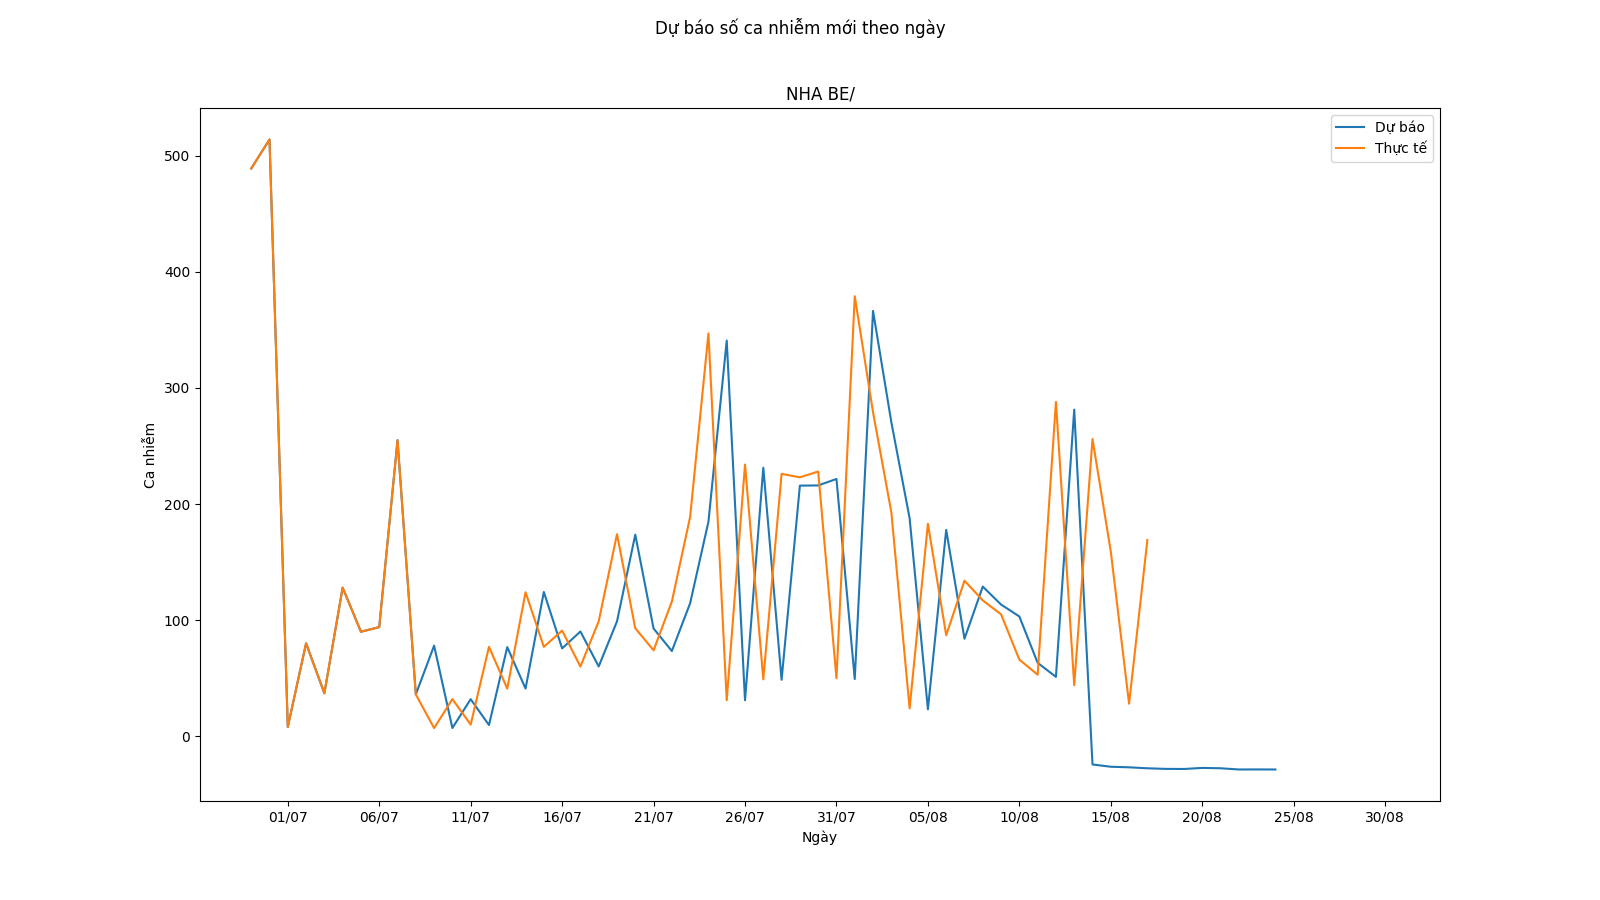 Dự báo số ca nhiễm mới theo ngày
NHA BE/
Dự báo
Thực tế
500
400
300
200
100
0
Ca nhiễm
01/07 06/07 11/07 16/07 21/07 26/07 31/07 05/08 10/08 15/08 20/08 25/08 30/08
Ngày